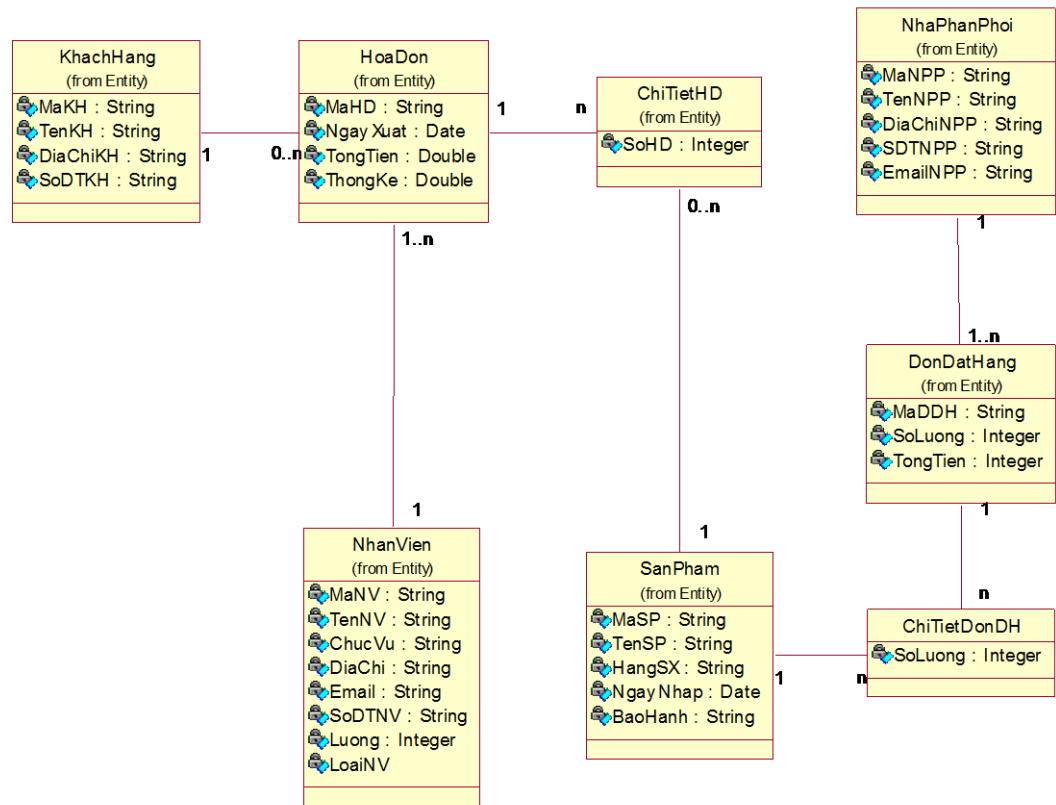 KhachHang
(from Entity)
MaKH : String
TenKH : String
DiaChiKH : String
SoDTKH : String
1
0..n
HoaDon
(from Entity)
MaHD : String
NgayXuat : Date
TongTien : Double
ThongKe : Double
1
n
1..n
ChiTietHD
(from Entity)
SoHD : Integer
0..n
NhaPhanPhoi
(from Entity)
MaNPP : String
TenNPP : String
DiaChiNPP : String
SDTNPP : String
EmailNPP : String
1
1..n
DonDatHang
(from Entity)
MaDDH : String
SoLuong : Integer
TongTien : Integer
1
n
1
NhanVien
(from Entity)
MaNV : String
TenNV : String
ChucVu : String
DiaChi : String
Email : String
SoDTNV : String
Luong : Integer
LoaiNV
1
SanPham
(from Entity)
MaSP : String
TenSP : String
HangSX : String
NgayNhap : Date
BaoHanh : String
1
n
ChiTietDonDH
SoLuong : Integer